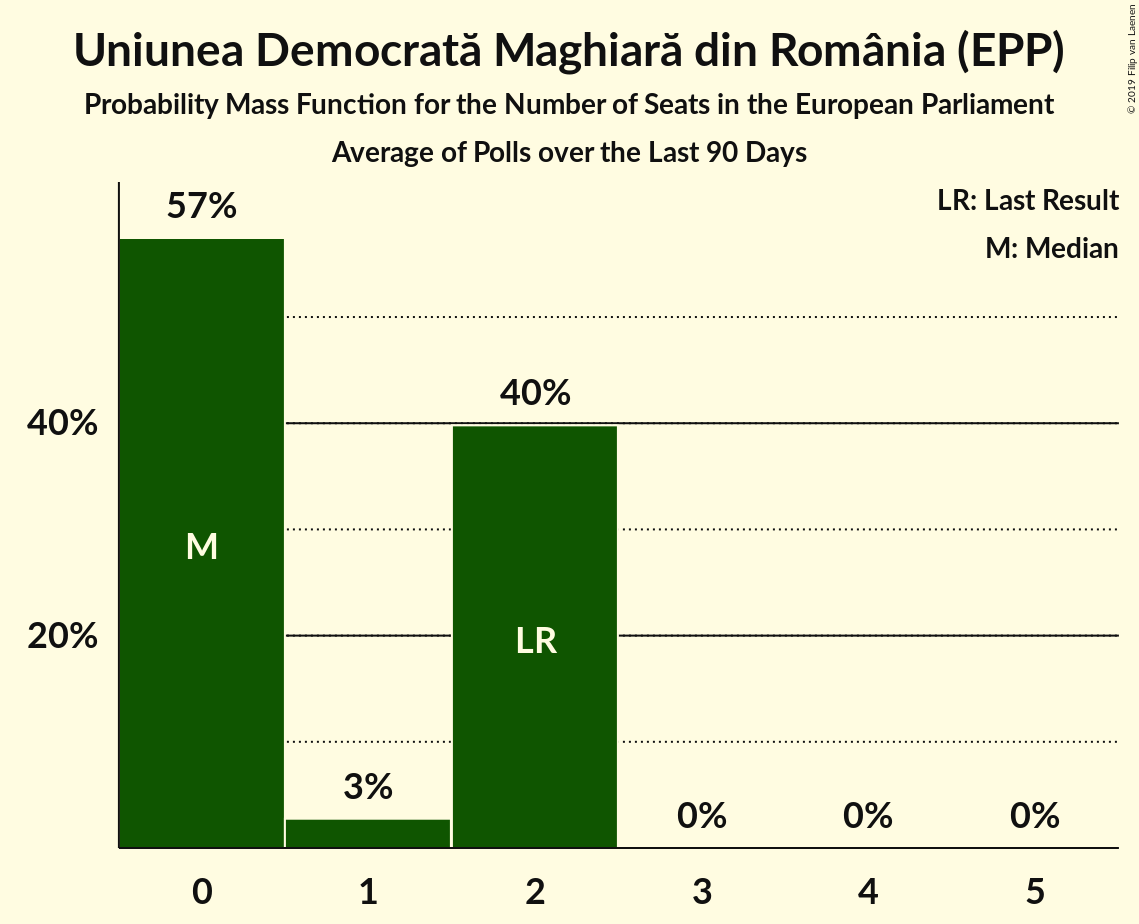 Uniunea Democrată Maghiară din România (EPP)
Probability Mass Function for the Number of Seats in the European Parliament
Average of Polls over the Last 90 Days
© 2019 Filip van Laenen
LR: Last Result
M: Median
57%
40%
3%
0%
0%
0%
40%
20%
M
LR
0
1
2
3
4
5